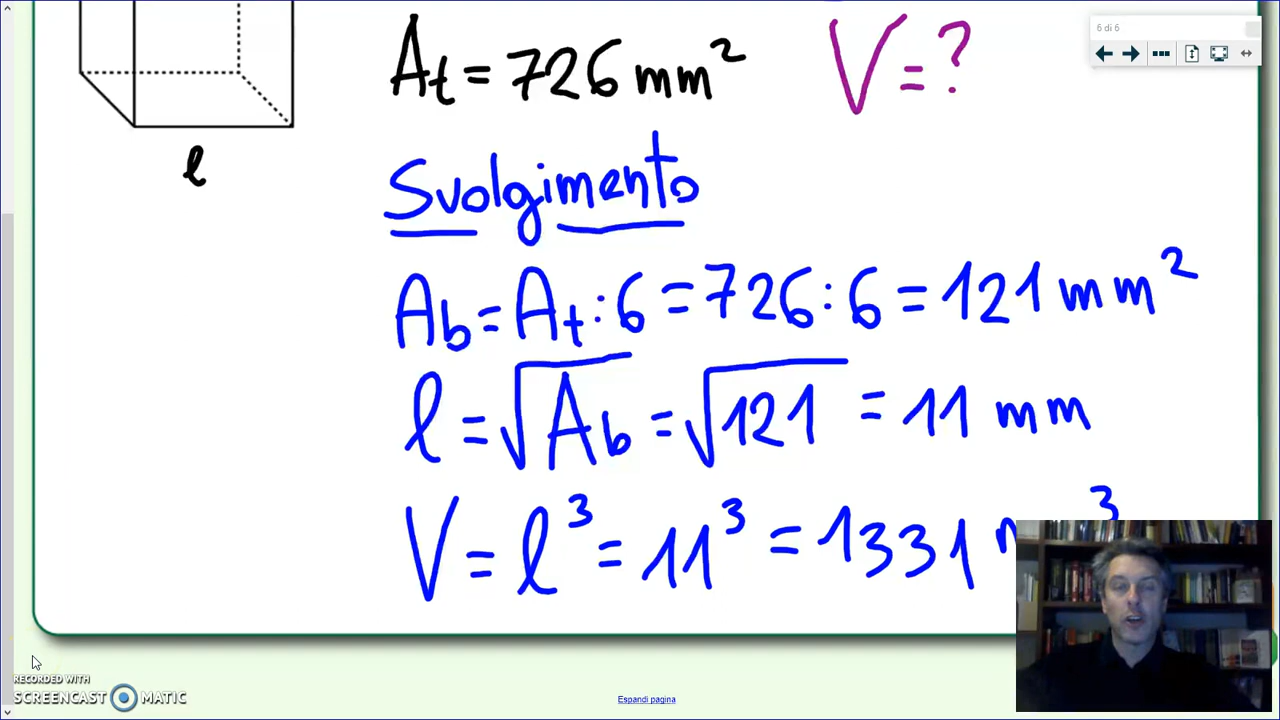 At = 726 mm²
V = ?
6 di 6
l
Svolgimento
Ab = At : 6 = 726 : 6 = 121 mm²
l = √Ab = √121 = 11 mm
V = l³ = 11³ = 1331 m ³
RECORDED WITH
SCREENCAST MATIC
Espandi pagina